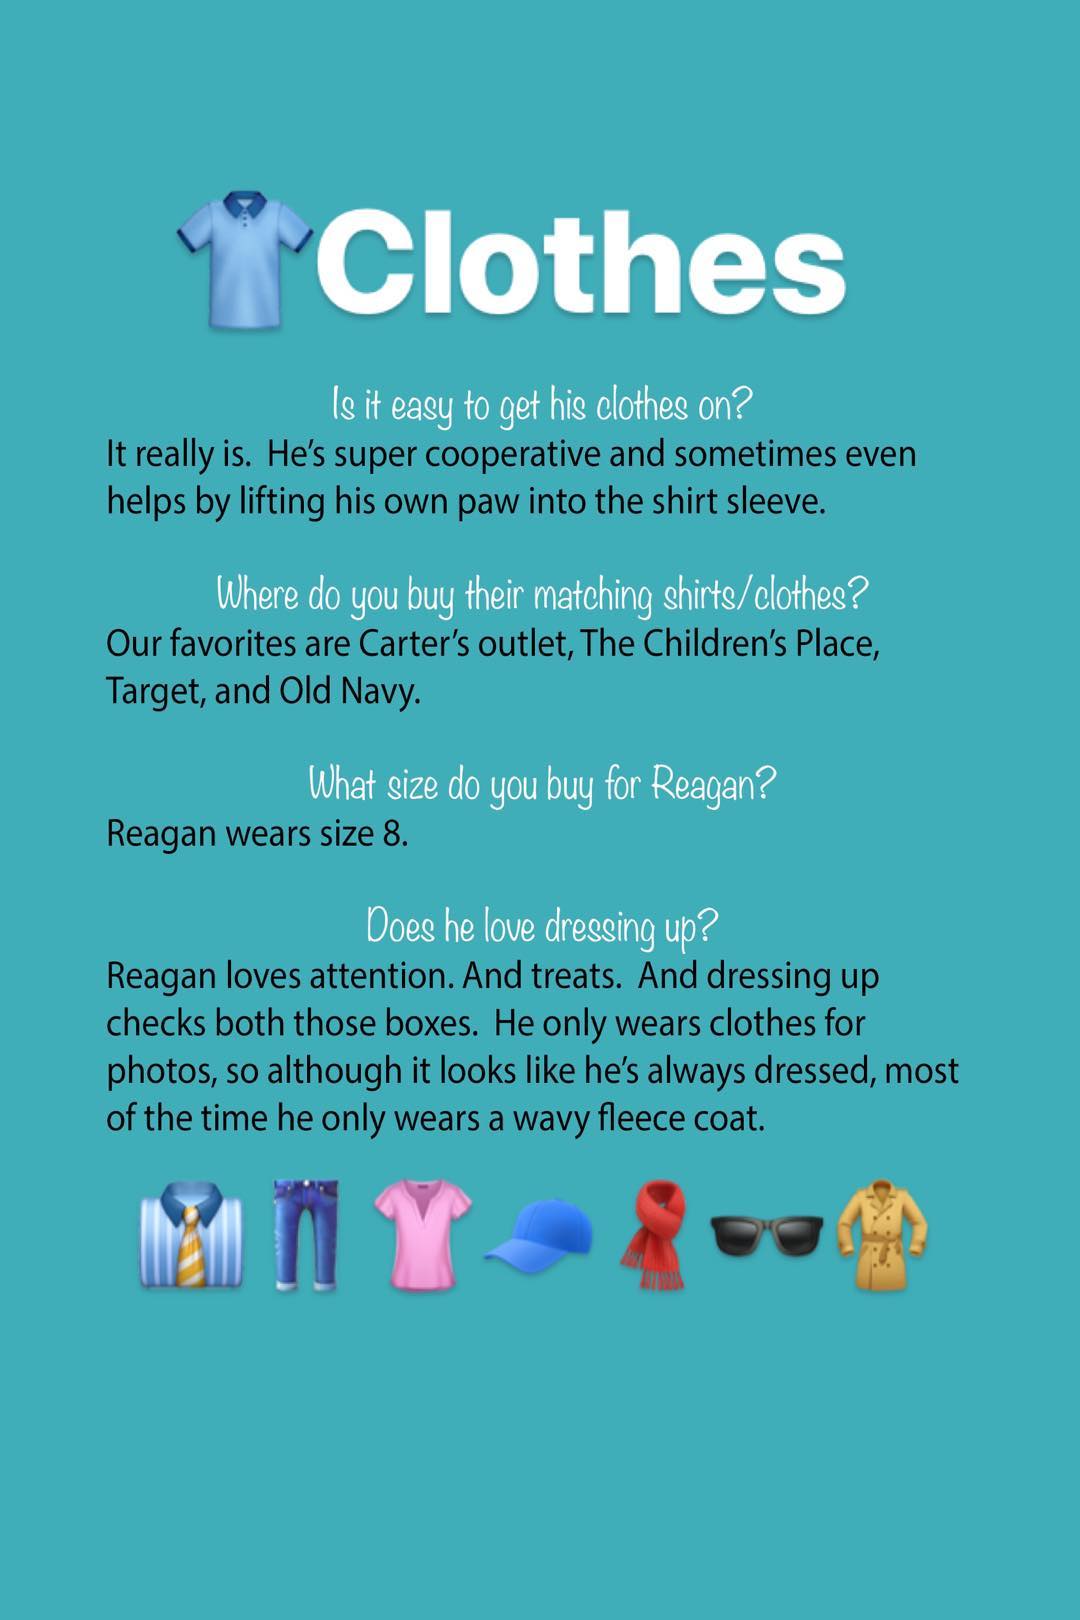 Clothes
Is it easy to get his clothes on?
It really is.  He’s super cooperative and sometimes even
helps by lifting his own paw into the shirt sleeve.
Where do you buy their matching shirts/clothes?
Our favorites are Carter’s outlet, The Children’s Place,
Target, and Old Navy.
What size do you buy for Reagan?
Reagan wears size 8.
Does he love dressing up?
Reagan loves attention. And treats.  And dressing up
checks both those boxes.  He only wears clothes for
photos, so although it looks like he’s always dressed, most
of the time he only wears a wavy fleece coat.